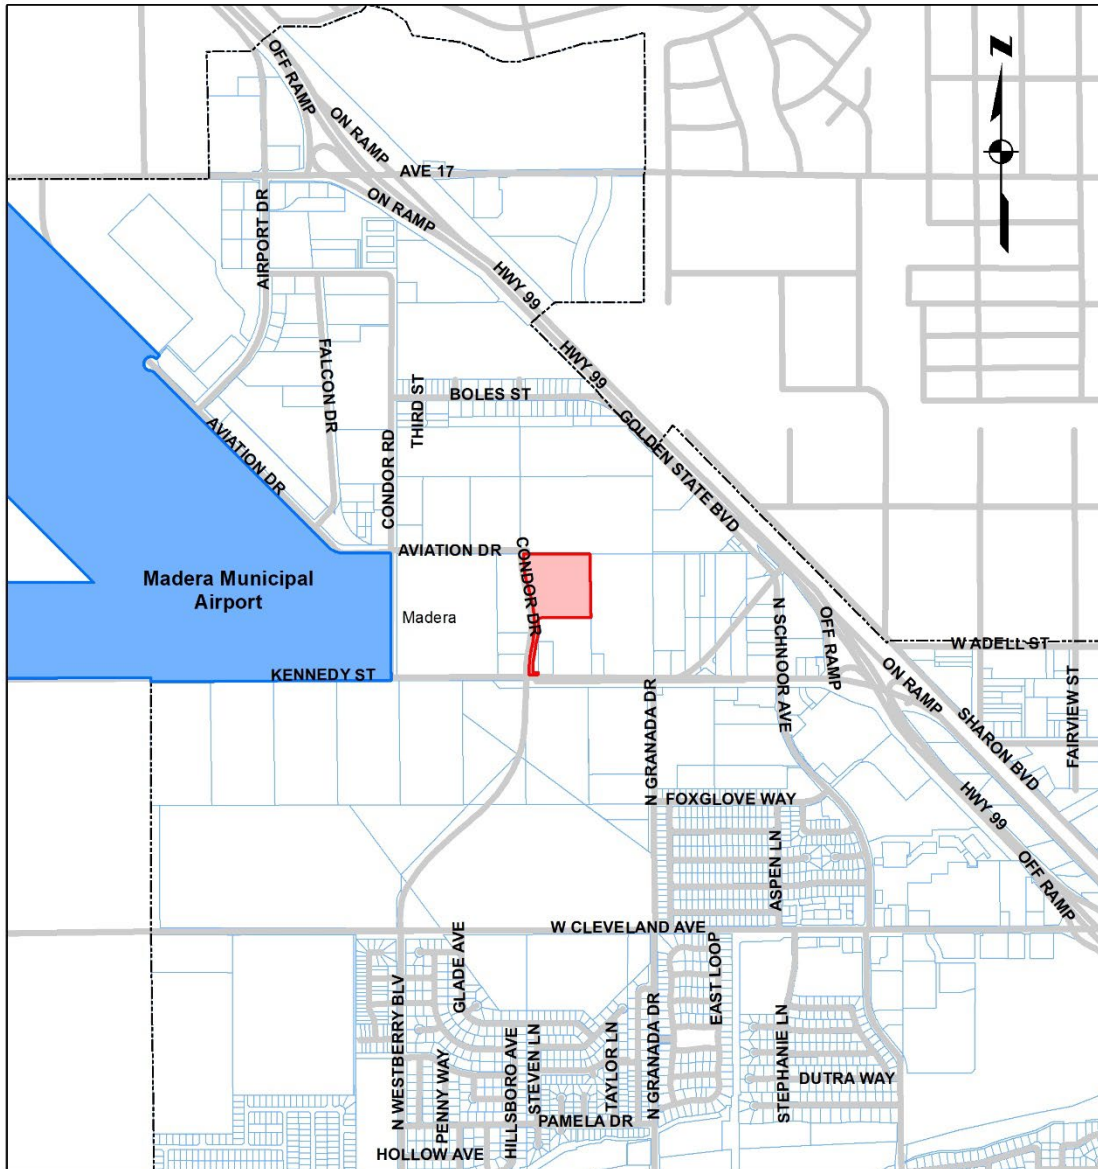 OFF RAMP
ON RAMP
AVE 17
ON RAMP
AIRPORT DR
HWY 99
HWY 99
FALCON DR
THIRD ST
BOLES ST
GOLDEN STATE BVD
CONDOR RD
AVIATION DR
AVIATION DR
CONDOR DR
Madera Municipal
Airport
Madera
KENNEDY ST
N SCHNOOR AVE
OFF RAMP
W ADELL ST
ON RAMP
SHARON BVD
FAIRVIEW ST
N GRANADA DR
FOXGLOVE WAY
HWY 99
ASPEN LN
OFF RAMP
W CLEVELAND AVE
GLADE AVE
EAST LOOP
N WESTBERRY BLV
PENNY WAY
HILLSBORO AVE
STEVEN LN
TAYLOR LN
N GRANADA DR
STEPHANIE LN
DUTRA WAY
PAMELA DR
HOLLOW AVE
N